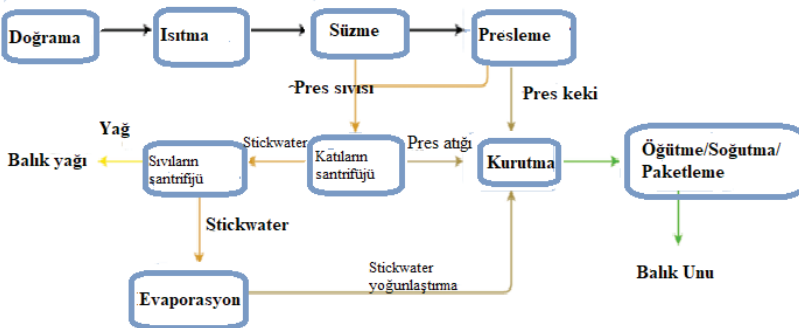 Doğrama
Isıtma
Süzme
Presleme
Pres sıvısı
Pres keki
Yağ
Balık yağı
Sıvıların
santrifijü
Stickwater
Katıların
santrifüjü
Pres atığı
Kurutma
Öğütme/Soğutma/
Paketleme
Stickwater
Evaporasyon
Stickwater
yoğunlaştırma
Balık Unu